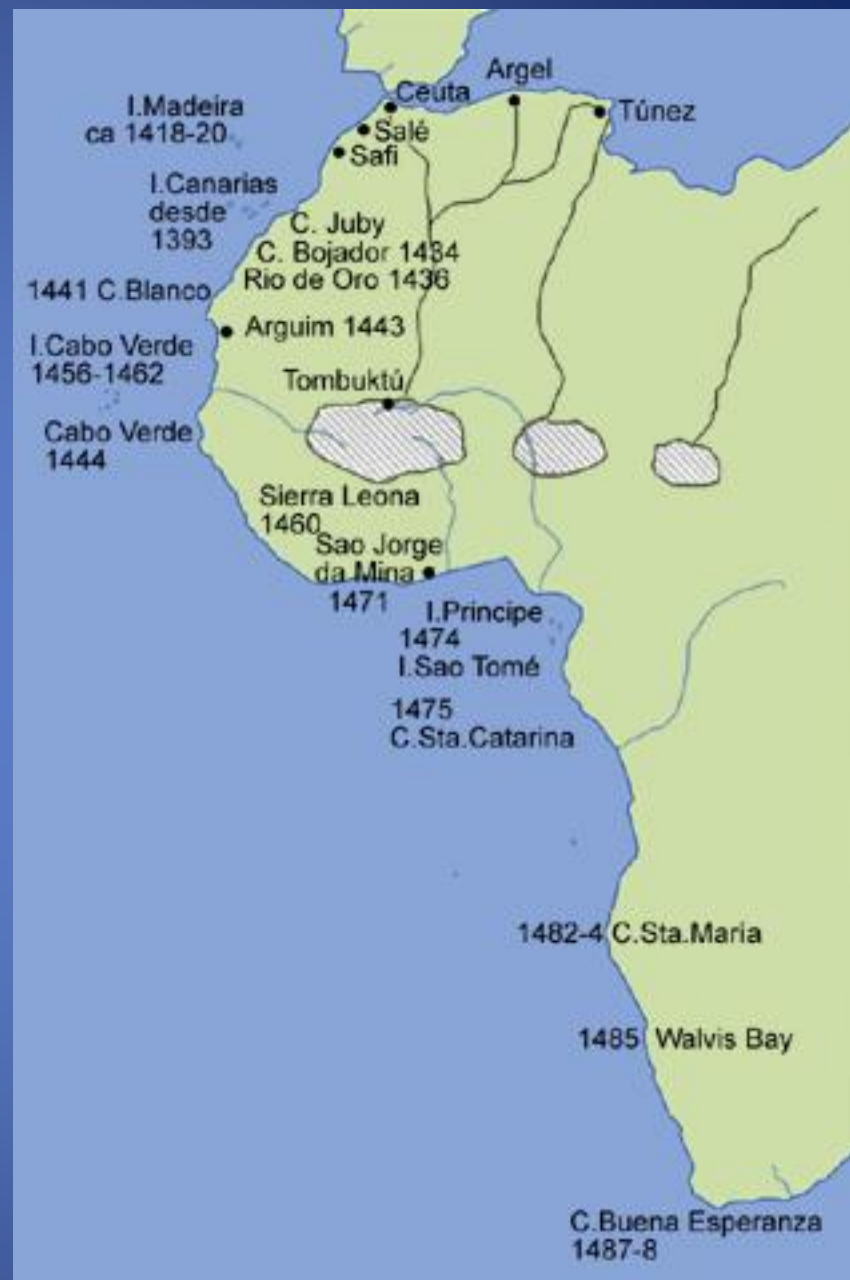 Argel
Ceuta
Túnez
I.Madeira
ca 1418-20
Salé
Safi
I.Canarias
desde
1393
C. Juby
C. Bojador 1434
Rio de Oro 1436
1441 C.Blanco
Arguim 1443
I.Cabo Verde
1456-1462
Tombuktú
Cabo Verde
1444
Sierra Leona
1460
Sao Jorge
da Mina
1471
I.Principe
1474
I.Sao Tomé
1475
C.Sta.Catarina
1482-4 C.Sta.Maria
1485 Walvis Bay
C.Buena Esperanza
1487-8